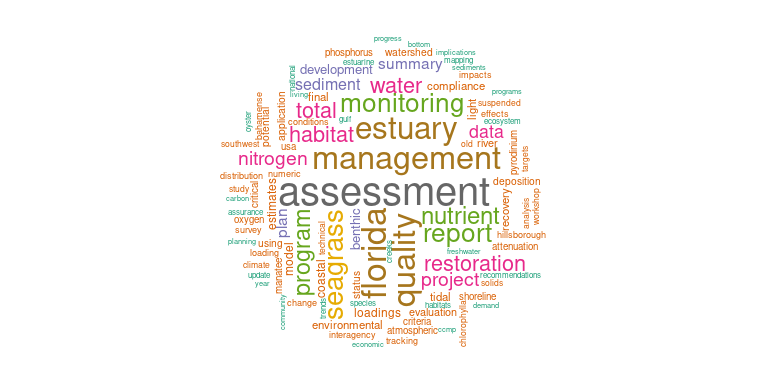 progress
bottom
phosphorus
watershed
implications
estuarine
summary
mapping
development
sediments
impacts
national
sediment
water
compliance
living
final
monitoring
programs
bahamense
potential
application
total
light
suspended
oyster
conditions
gulf
estuary
effects
habitat
data
ecosystem
southwest
usa
old
river
pyrodinium
targets
nitrogen
management
distribution
numeric
deposition
study
critical
estimates
assessment
recovery
analysis
workshop
carbon
assurance
oxygen
plan
program
seagrass
benthic
florida
quality
nutrient
survey
technical
report
hillsborough
planning
using
creeks
attenuation
loading
model
freshwater
climate
manatee
coastal
restoration
update
status
project
recommendations
year
solids
change
trends
species
tidal
shoreline
habitats
demand
community
loadings
evaluation
chlorophylla
environmental
criteria
atmospheric
ccmp
interagency
tracking
economic